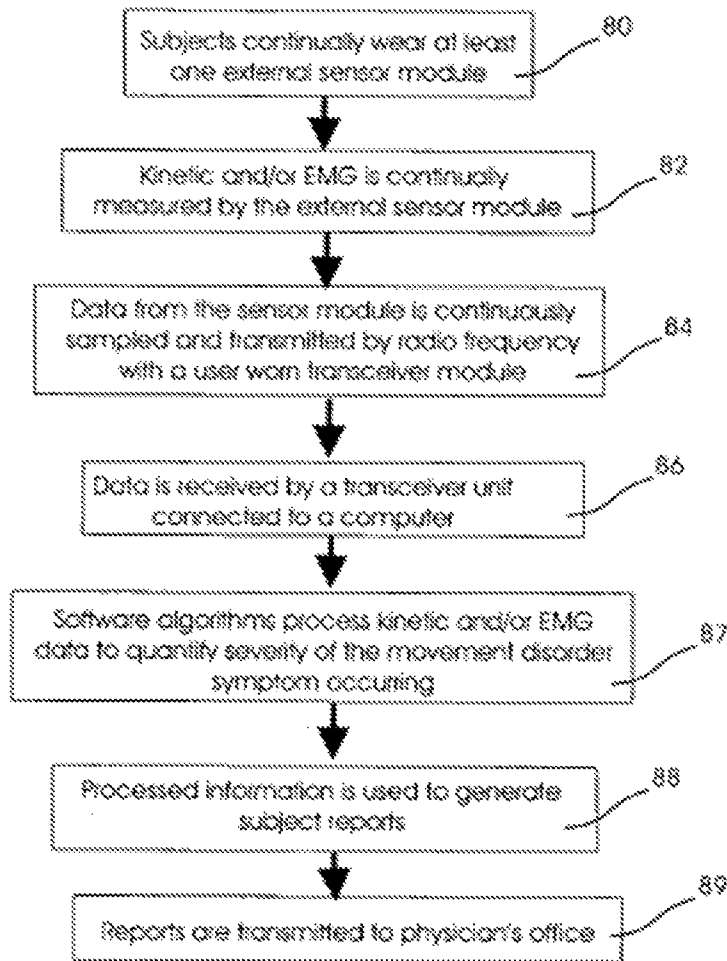 80
Subjects continually wear at least
one external sensor module
82
Kinetic and/or EMG is continually
measured by the external sensor module
84
Data from the sensor module is continuously
sampled and transmitted by radio frequency
with a user worn transceiver module
86
Data is received by a transceiver unit
connected to a computer
87
Software algorithms process kinetic and/or EMG
data to quantify severity of the movement disorder
symptom occurring
88
Processed information is used to generate
subject reports
89
Reports are transmitted to physician's office